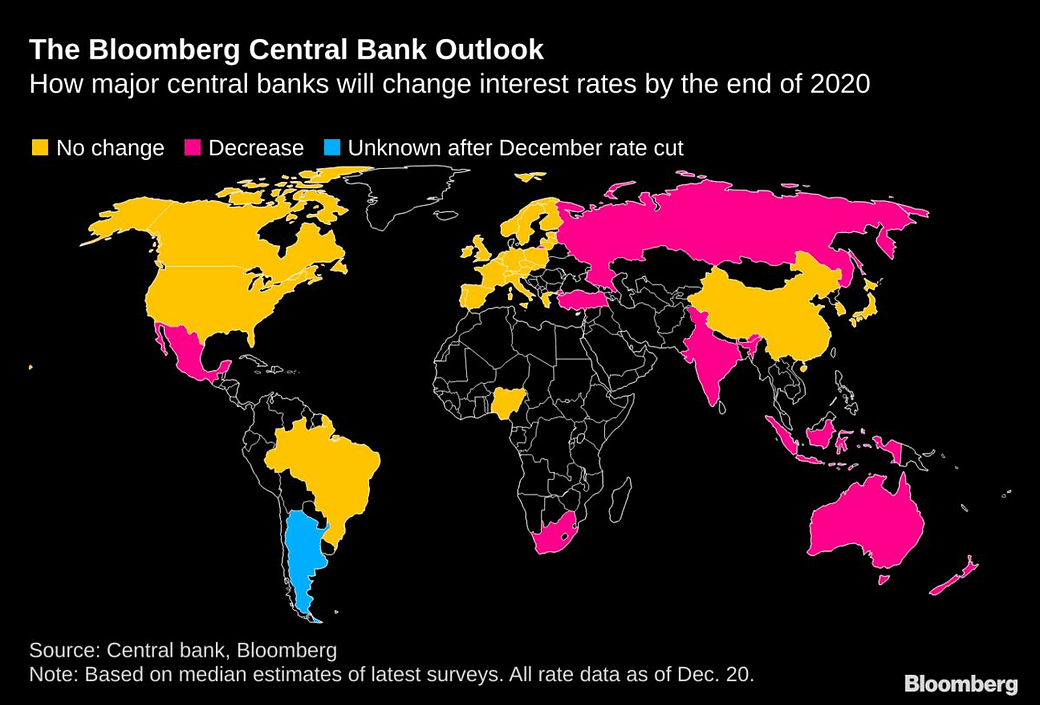 The Bloomberg Central Bank Outlook
How major central banks will change interest rates by the end of 2020
No change Decrease Unknown after December rate cut
Source: Central bank, Bloomberg
Note: Based on median estimates of latest surveys. All rate data as of Dec. 20.
Bloomberg